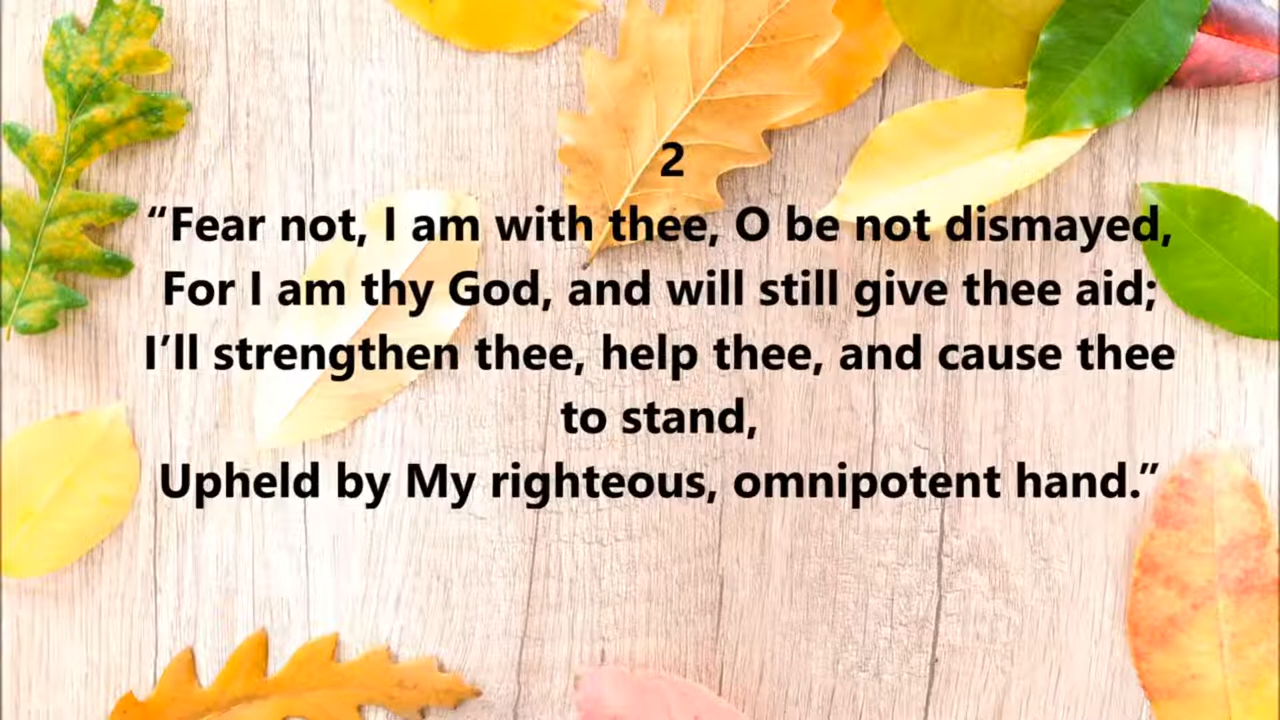 2
“Fear not, I am with thee, O be not dismayed,
For I am thy God, and will still give thee aid;
I’ll strengthen thee, help thee, and cause thee
to stand,
Upheld by My righteous, omnipotent hand.”